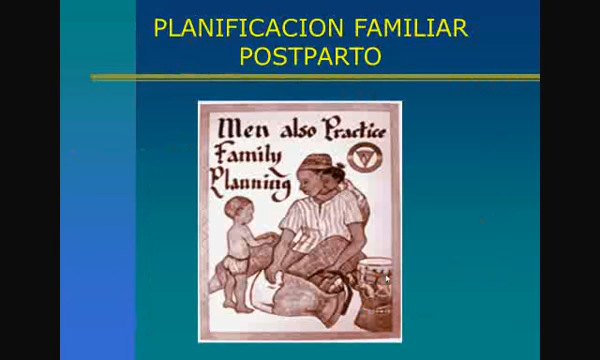 PLANIFICACION FAMILIAR
POSTPARTO
Men also Practice
Family
Planning